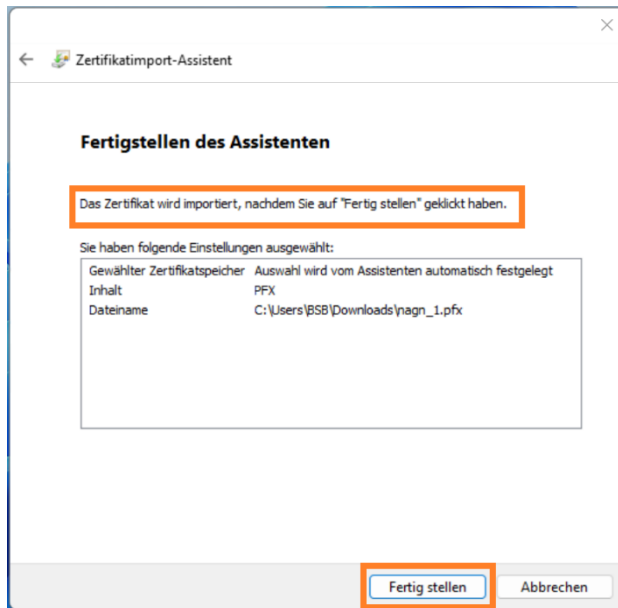 Zertifikatimport-Assistent
Fertigstellen des Assistenten
Das Zertifikat wird importiert, nachdem Sie auf "Fertig stellen" geklickt haben.
Sie haben folgende Einstellungen ausgewählt:
Gewählter Zertifikatspeicher Auswahl wird vom Assistenten automatisch festgelegt
Inhalt PFX
Dateiname C:\Users\BSB\Downloads\nagn_1.pfx
Fertig stellen Abbrechen